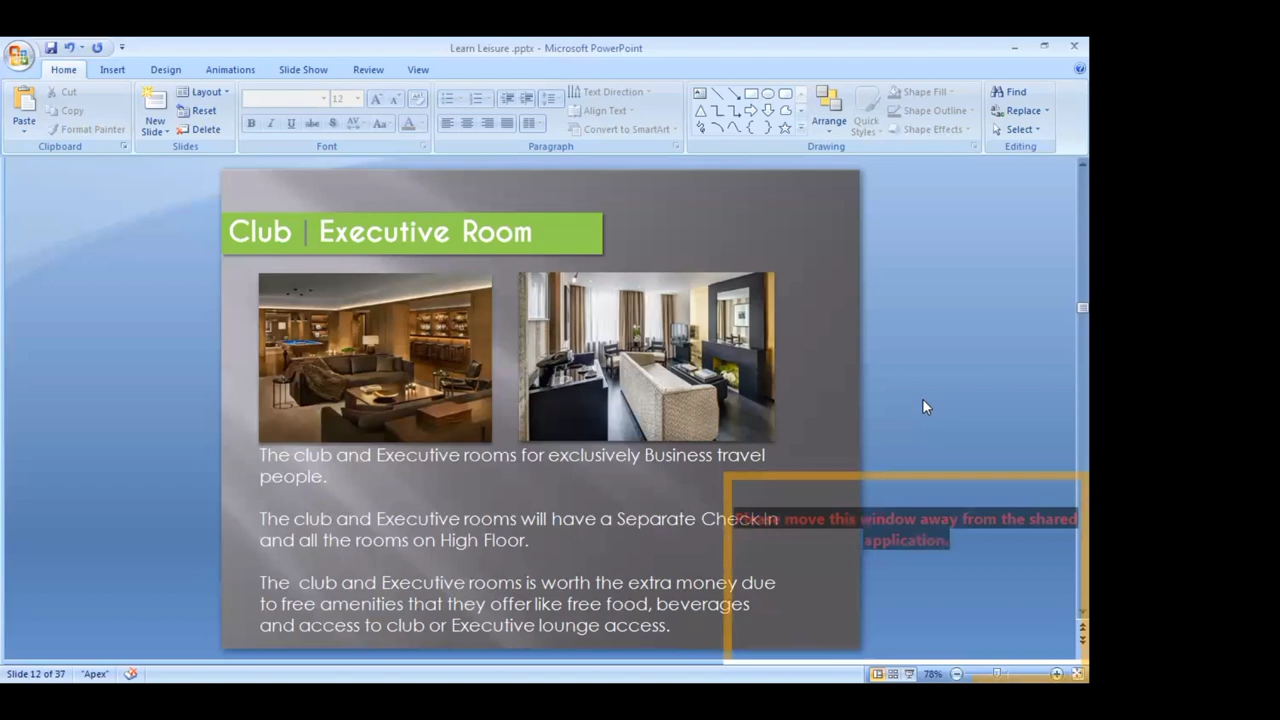 Learn Leisure .pptx - Microsoft PowerPoint
Home Insert Design Animations Slide Show Review View
Paste
Cut
Copy
Format Painter
Clipboard
New
Slide
Layout
Reset
Delete
Slides
12
Font
Paragraph
Text Direction
Align Text
Convert to SmartArt
Arrange
Quick
Styles
Shape Fill
Shape Outline
Shape Effects
Drawing
Find
Replace
Select
Editing
Club | Executive Room
The club and Executive rooms for exclusively Business travel
people.
The club and Executive rooms will have a Separate Check In
and all the rooms on High Floor.
The club and Executive rooms is worth the extra money due
to free amenities that they offer like free food, beverages
and access to club or Executive lounge access.
move this window away from the shared
application.
Slide 12 of 37 "Apex" 78%